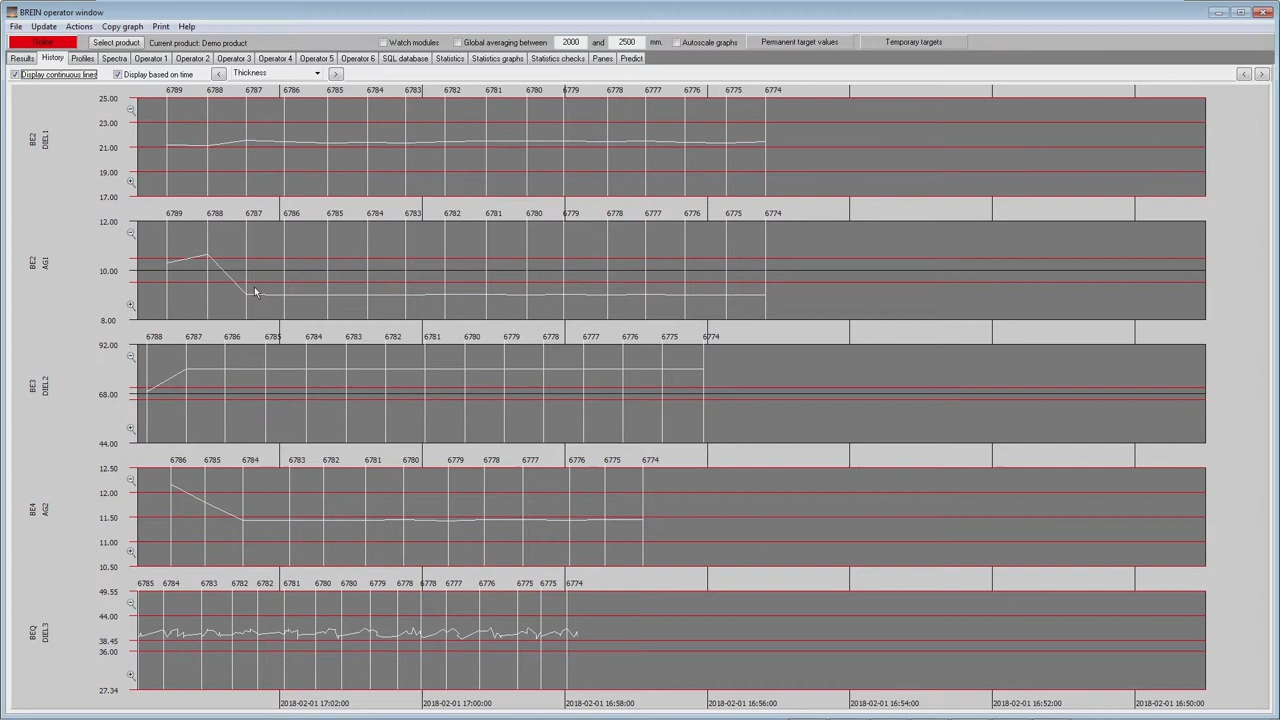 BREIN operator window
File Update Actions Copy graph Print Help
Online Select product Current product: Demo product Watch modules Global averaging between 2000 and 2500 mm. Autoscale graphs Permanent target values Temporary targets
Results History Profiles Spectra Operator 1 Operator 2 Operator 3 Operator 4 Operator 5 Operator 6 SQL database Statistics Statistics graphs Statistics checks Panes Predict
Display continuous lines Display based on time < Thickness > < >
6789 6788 6787 6786 6785 6784 6783 6782 6781 6780 6779 6778 6777 6776 6775 6774
25.00
23.00
BE2 DIEL1
21.00
19.00
17.00
6789 6788 6787 6786 6785 6784 6783 6782 6781 6780 6779 6778 6777 6776 6775 6774
12.00
BE2 AG1
10.00
8.00
6788 6787 6786 6785 6784 6783 6782 6781 6780 6779 6778 6777 6776 6775 6774
92.00
BE3 DIEL2
68.00
44.00
6786 6785 6784 6783 6782 6781 6780 6779 6778 6777 6776 6775 6774
12.50
12.00
BE4 AG2
11.50
11.00
10.50
6785 6784 6783 6782 6782 6781 6780 6780 6779 6778 6778 6777 6776 6775 6775 6774
49.55
44.00
BEQ DIEL3
38.45
36.00
27.34
2018-02-01 17:02:00 2018-02-01 17:00:00 2018-02-01 16:58:00 2018-02-01 16:56:00 2018-02-01 16:54:00 2018-02-01 16:52:00 2018-02-01 16:50:00